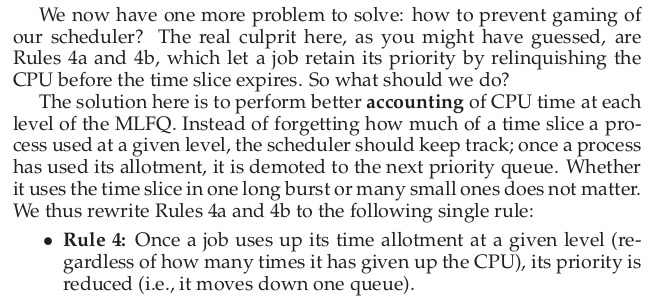 We now have one more problem to solve: how to prevent gaming of
our scheduler? The real culprit here, as you might have guessed, are
Rules 4a and 4b, which let a job retain its priority by relinquishing the
CPU before the time slice expires. So what should we do?
The solution here is to perform better accounting of CPU time at each
level of the MLFQ. Instead of forgetting how much of a time slice a pro-
cess used at a given level, the scheduler should keep track; once a process
has used its allotment, it is demoted to the next priority queue. Whether
it uses the time slice in one long burst or many small ones does not matter.
We thus rewrite Rules 4a and 4b to the following single rule:
• Rule 4: Once a job uses up its time allotment at a given level (re-
gardless of how many times it has given up the CPU), its priority is
reduced (i.e., it moves down one queue).